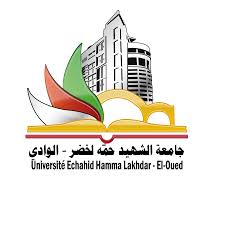 جامعة الشهيد حمّه لخضر - الوادي
Université Echahid Hamma Lakhdar - El-Oued